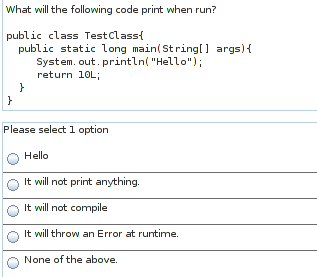 What will the following code print when run?
public class TestClass{
public static long main(String[] args){
System.out.println("Hello");
return 10L;
}
}
Please select 1 option
Hello
It will not print anything.
It will not compile
It will throw an Error at runtime.
None of the above.